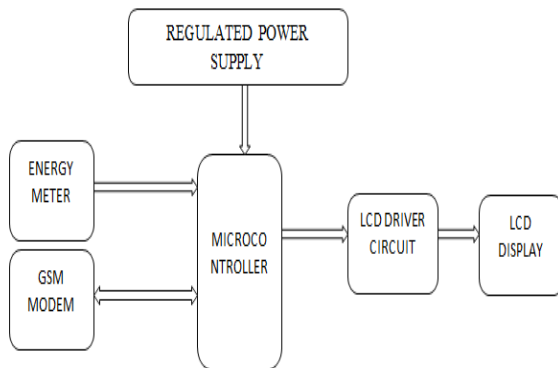 REGULATED POWER
SUPPLY
ENERGY
METER
GSM
MODEM
MICROCO
NTROLLER
LCD DRIVER
CIRCUIT
LCD
DISPLAY